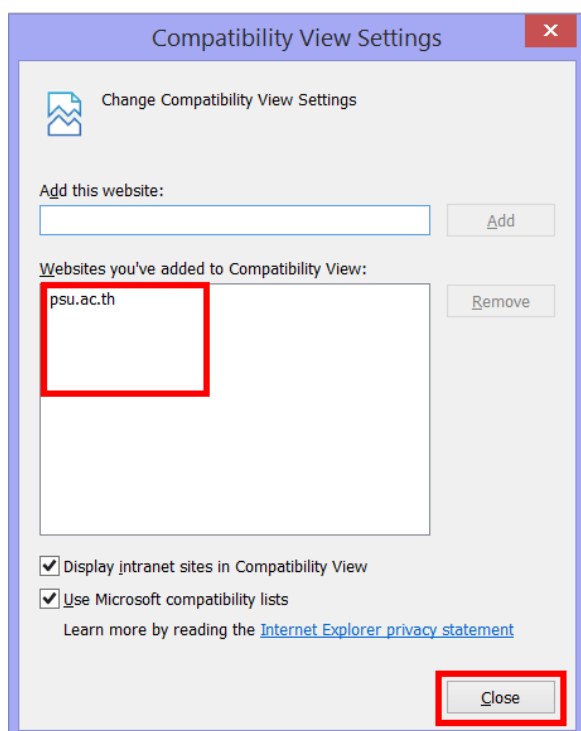 Compatibility View Settings
Change Compatibility View Settings
Add this website:
Add
Websites you've added to Compatibility View:
psu.ac.th
Remove
Display intranet sites in Compatibility View
Use Microsoft compatibility lists
Learn more by reading the Internet Explorer privacy statement
Close